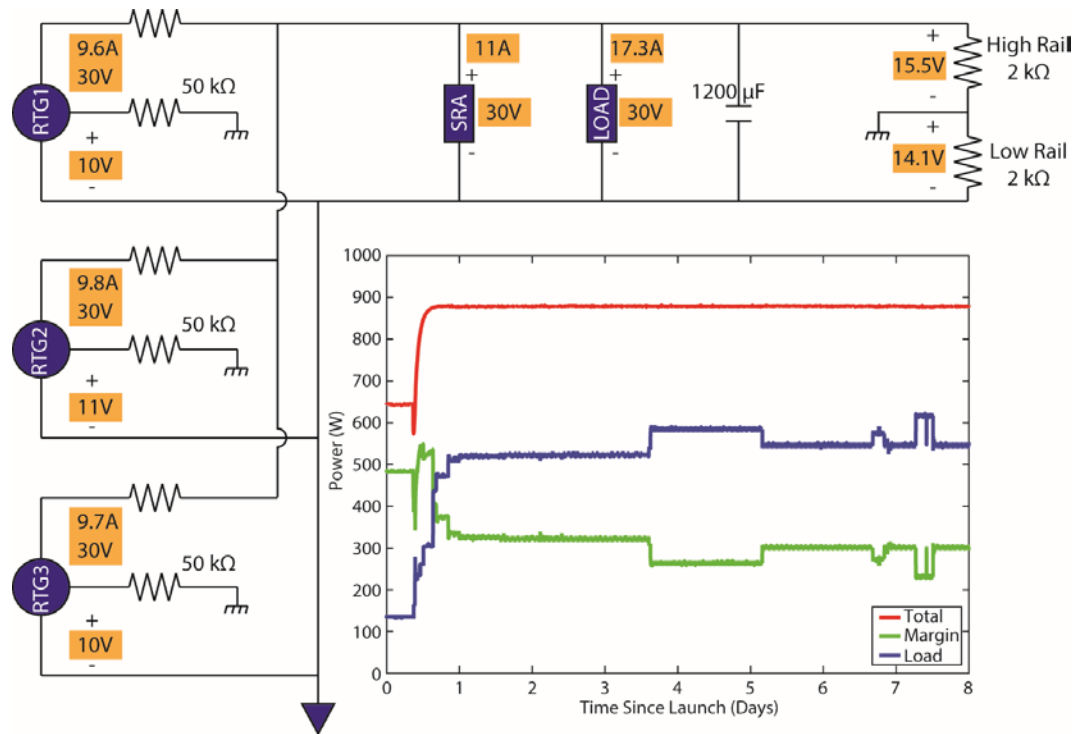 9.6A
30V
50 kΩ
RTG1
+
10V
-
11A
+
SRA
30V
-
17.3A
+
LOAD
30V
-
1200 µF
+
15.5V
-
High Rail
2 kΩ
+
14.1V
-
Low Rail
2 kΩ
9.8A
30V
50 kΩ
RTG2
+
11V
-
9.7A
30V
50 kΩ
RTG3
+
10V
-
1000
900
800
700
600
500
400
300
200
100
0
Power (W)
0 1 2 3 4 5 6 7 8
Time Since Launch (Days)
Total
Margin
Load